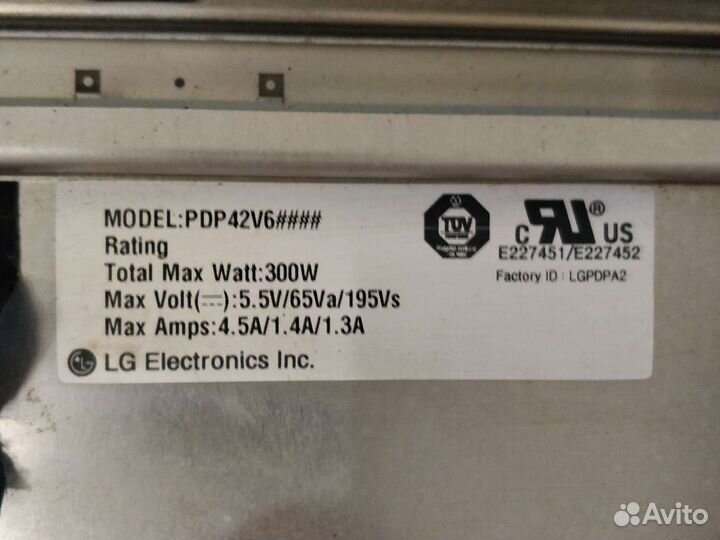 MODEL:PDP42V6####
Rating
Total Max Watt:300W
Max Volt(⎓):5.5V/65Va/195Vs
Max Amps:4.5A/1.4A/1.3A
LG Electronics Inc.
TÜV
C RU ® US
E227451/E227452
Factory ID : LGPDPA2
Avito